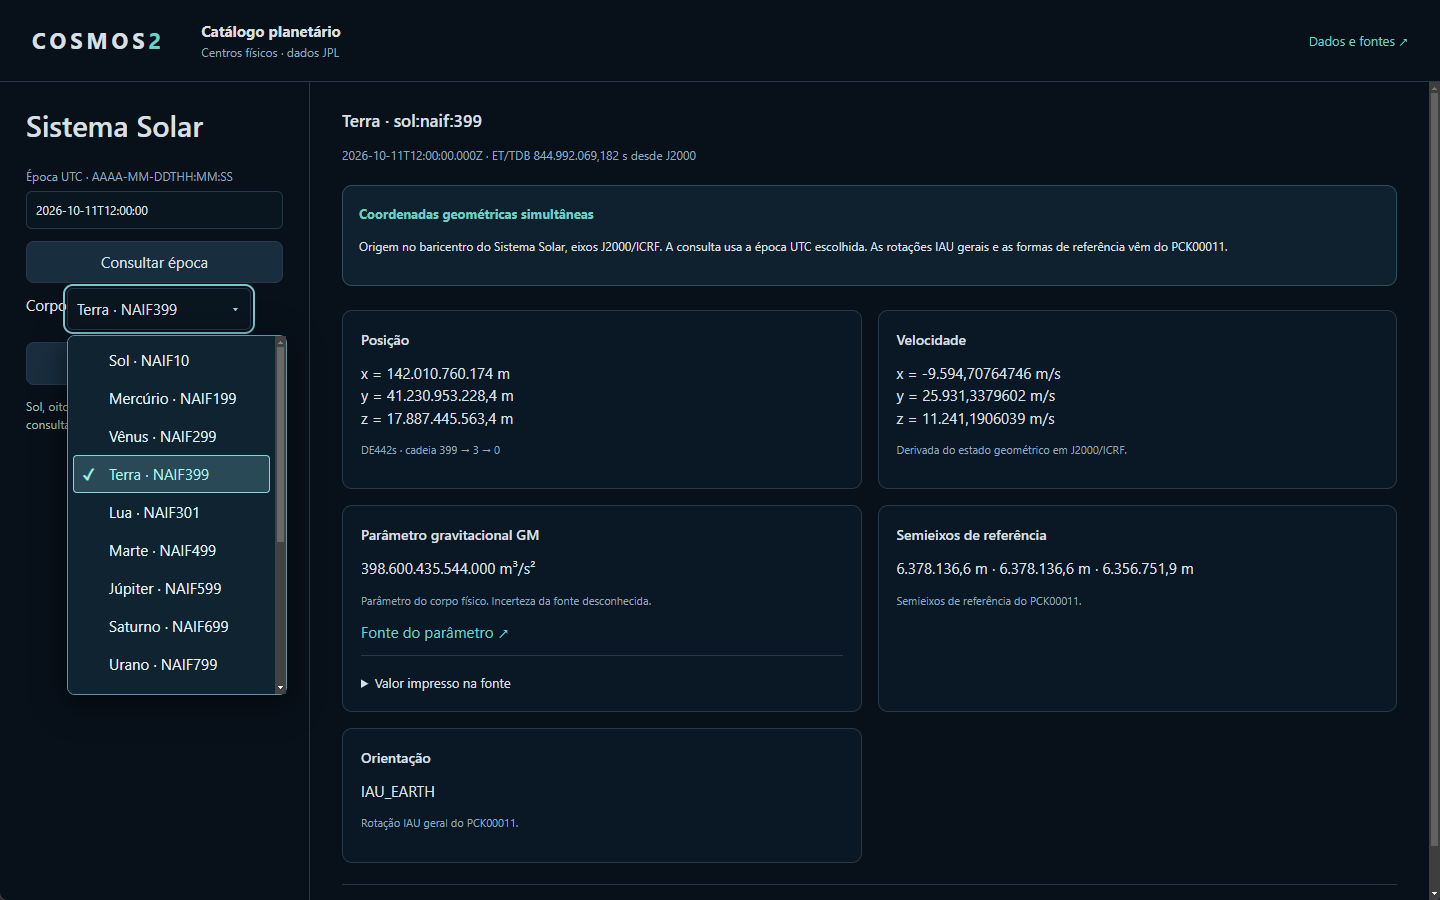 COSMOS2
Catálogo planetário
Centros físicos · dados JPL
Dados e fontes ↗
Sistema Solar
Época UTC · AAAA-MM-DDTHH:MM:SS
2026-10-11T12:00:00
Consultar época
Corpo
Terra · NAIF399
Sol · NAIF10
Mercúrio · NAIF199
Vênus · NAIF299
✓ Terra · NAIF399
Lua · NAIF301
Marte · NAIF499
Júpiter · NAIF599
Saturno · NAIF699
Urano · NAIF799
Sol, oito
consulta
Terra · sol:naif:399
2026-10-11T12:00:00.000Z · ET/TDB 844.992.069,182 s desde J2000
Coordenadas geométricas simultâneas
Origem no baricentro do Sistema Solar, eixos J2000/ICRF. A consulta usa a época UTC escolhida. As rotações IAU gerais e as formas de referência vêm do PCK00011.
Posição
x = 142.010.760.174 m
y = 41.230.953.228,4 m
z = 17.887.445.563,4 m
DE442s · cadeia 399 → 3 → 0
Velocidade
x = -9.594,70764746 m/s
y = 25.931,3379602 m/s
z = 11.241,1906039 m/s
Derivada do estado geométrico em J2000/ICRF.
Parâmetro gravitacional GM
398.600.435.544.000 m³/s²
Parâmetro do corpo físico. Incerteza da fonte desconhecida.
Fonte do parâmetro ↗
▶ Valor impresso na fonte
Semieixos de referência
6.378.136,6 m · 6.378.136,6 m · 6.356.751,9 m
Semieixos de referência do PCK00011.
Orientação
IAU_EARTH
Rotação IAU geral do PCK00011.